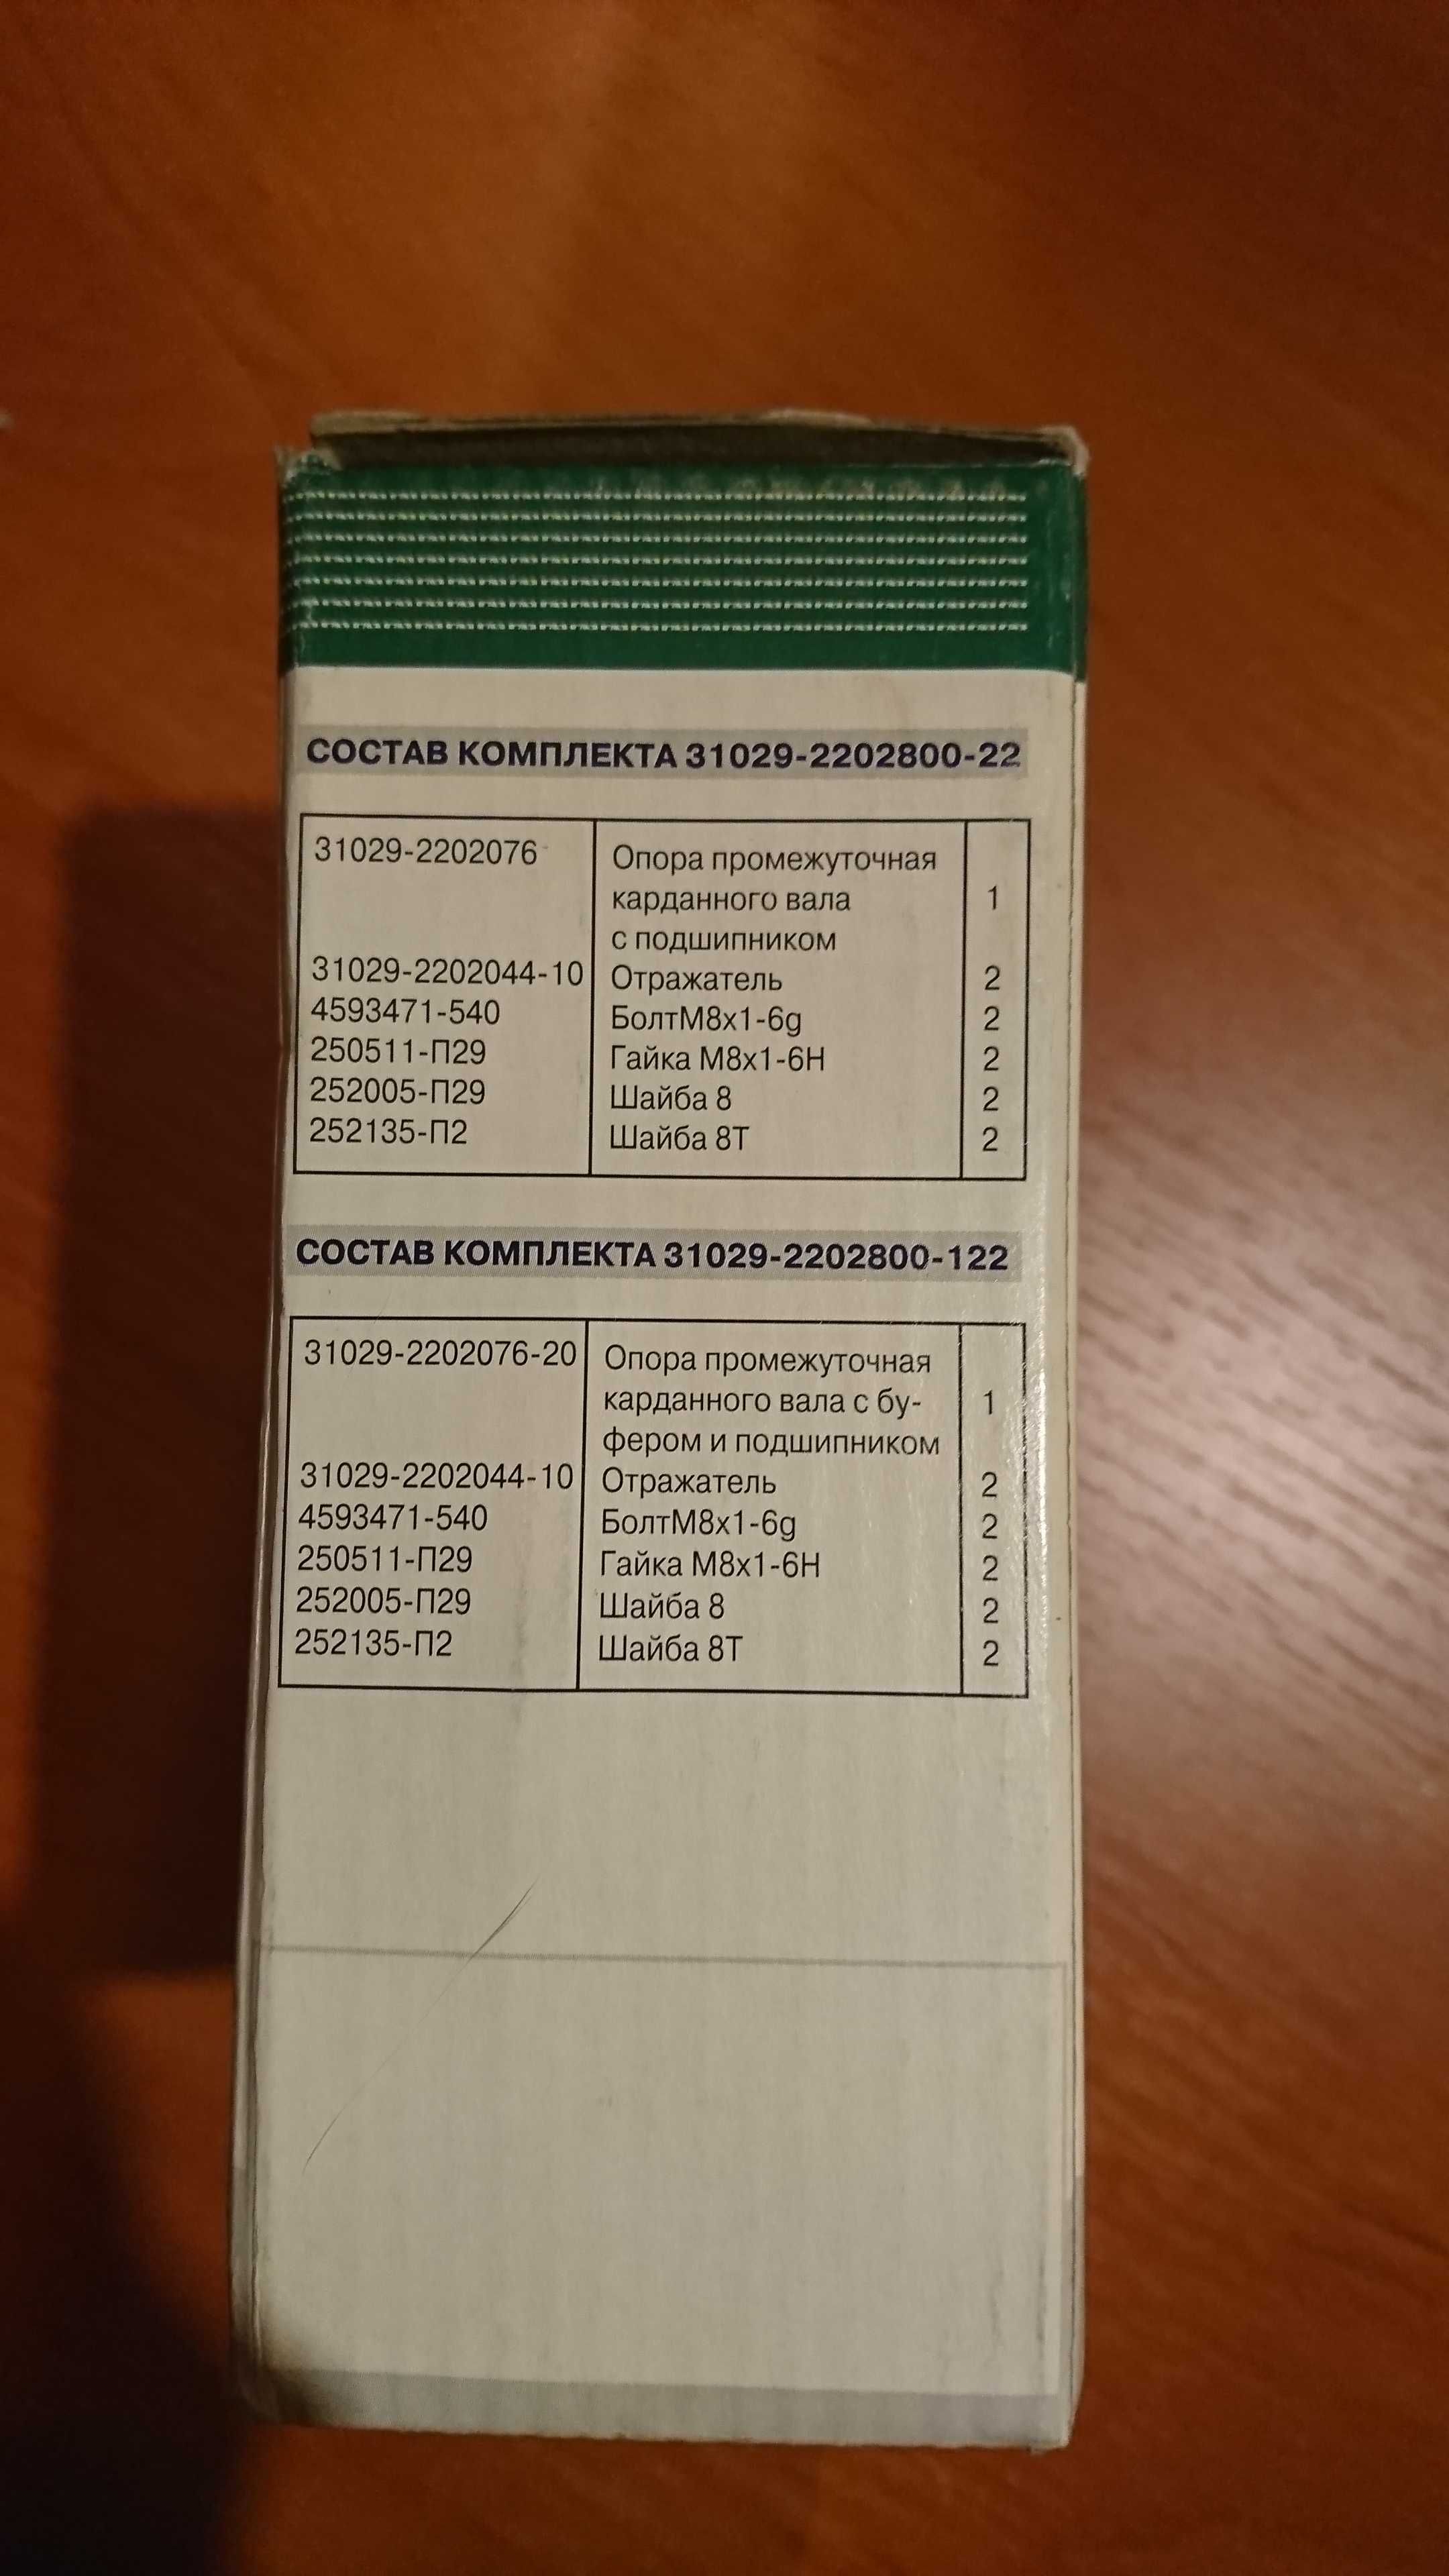 СОСТАВ КОМПЛЕКТА 31029-2202800-22
31029-2202076 Опора промежуточная
карданного вала 1
с подшипником
31029-2202044-10 Отражатель 2
4593471-540 БолтМ8х1-6g 2
250511-П29 Гайка М8х1-6Н 2
252005-П29 Шайба 8 2
252135-П2 Шайба 8Т 2
СОСТАВ КОМПЛЕКТА 31029-2202800-122
31029-2202076-20 Опора промежуточная
карданного вала с бу- 1
фером и подшипником
31029-2202044-10 Отражатель 2
4593471-540 БолтМ8х1-6g 2
250511-П29 Гайка М8х1-6Н 2
252005-П29 Шайба 8 2
252135-П2 Шайба 8Т 2